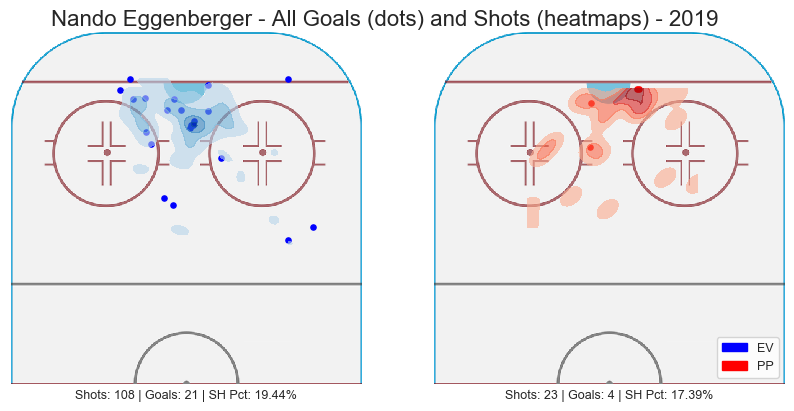 Nando Eggenberger - All Goals (dots) and Shots (heatmaps) - 2019
EV
PP
Shots: 108 | Goals: 21 | SH Pct: 19.44%
Shots: 23 | Goals: 4 | SH Pct: 17.39%